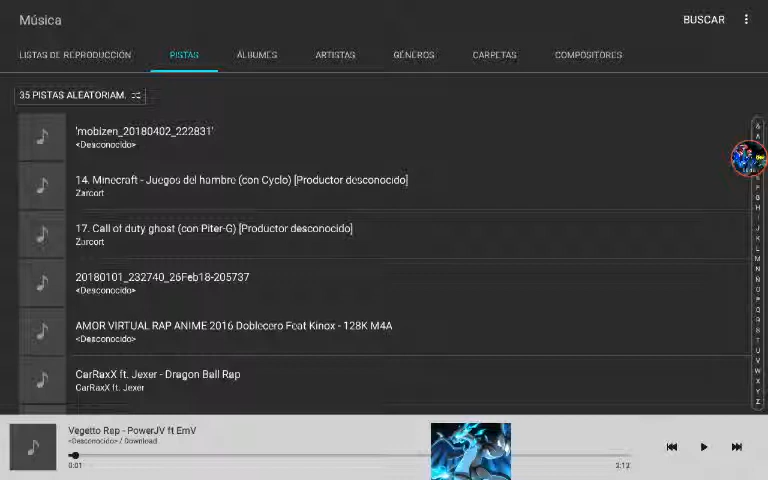 Música
BUSCAR
LISTAS DE REPRODUCCIÓN PISTAS ÁLBUMES ARTISTAS GÉNEROS CARPETAS COMPOSITORES
35 PISTAS ALEATORIAM.
'mobizen_20180402_222831'
<Desconocido>
14. Minecraft - Juegos del hambre (con Cyclo) [Productor desconocido]
Zarcort
17. Call of duty ghost (con Piter-G) [Productor desconocido]
Zarcort
20180101_232740_26Feb18-205737
<Desconocido>
AMOR VIRTUAL RAP ANIME 2016 Doblecero Feat Kinox - 128K M4A
<Desconocido>
CarRaxX ft. Jexer - Dragon Ball Rap
CarRaxX ft. Jexer
&
A
F
G
H
I
J
K
L
M
N
Ñ
O
P
Q
R
S
T
U
V
W
X
Y
Z
Vegetto Rap - PowerJV ft EmV
<Desconocido> / Download
0:01